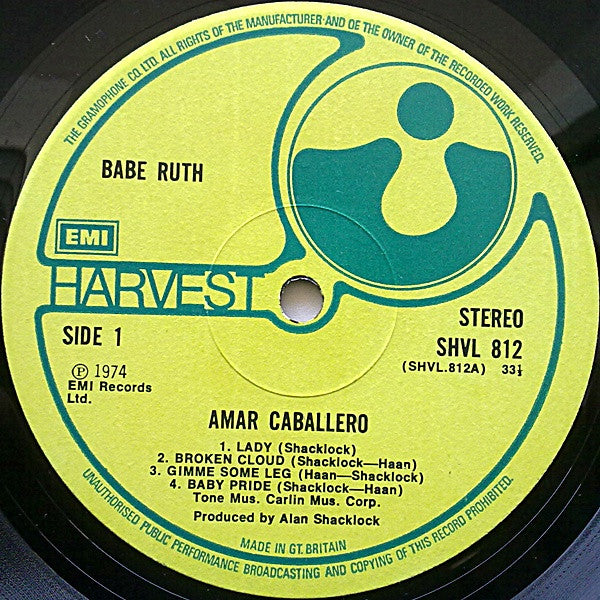 THE GRAMOPHONE CO. LTD. ALL RIGHTS OF THE MANUFACTURER·AND OF THE OWNER OF THE RECORDED WORK RESERVED.
BABE RUTH
EMI
HARVEST
SIDE 1
℗ 1974
EMI Records
Ltd.
STEREO
SHVL 812
(SHVL.812A) 33⅓
AMAR CABALLERO
1. LADY (Shacklock)
2. BROKEN CLOUD (Shacklock—Haan)
3. GIMME SOME LEG (Haan—Shacklock)
4. BABY PRIDE (Shacklock—Haan)
Tone Mus. Carlin Mus. Corp.
Produced by Alan Shacklock
MADE IN GT. BRITAIN
UNAUTHORISED PUBLIC PERFORMANCE BROADCASTING AND COPYING OF THIS RECORD PROHIBITED.